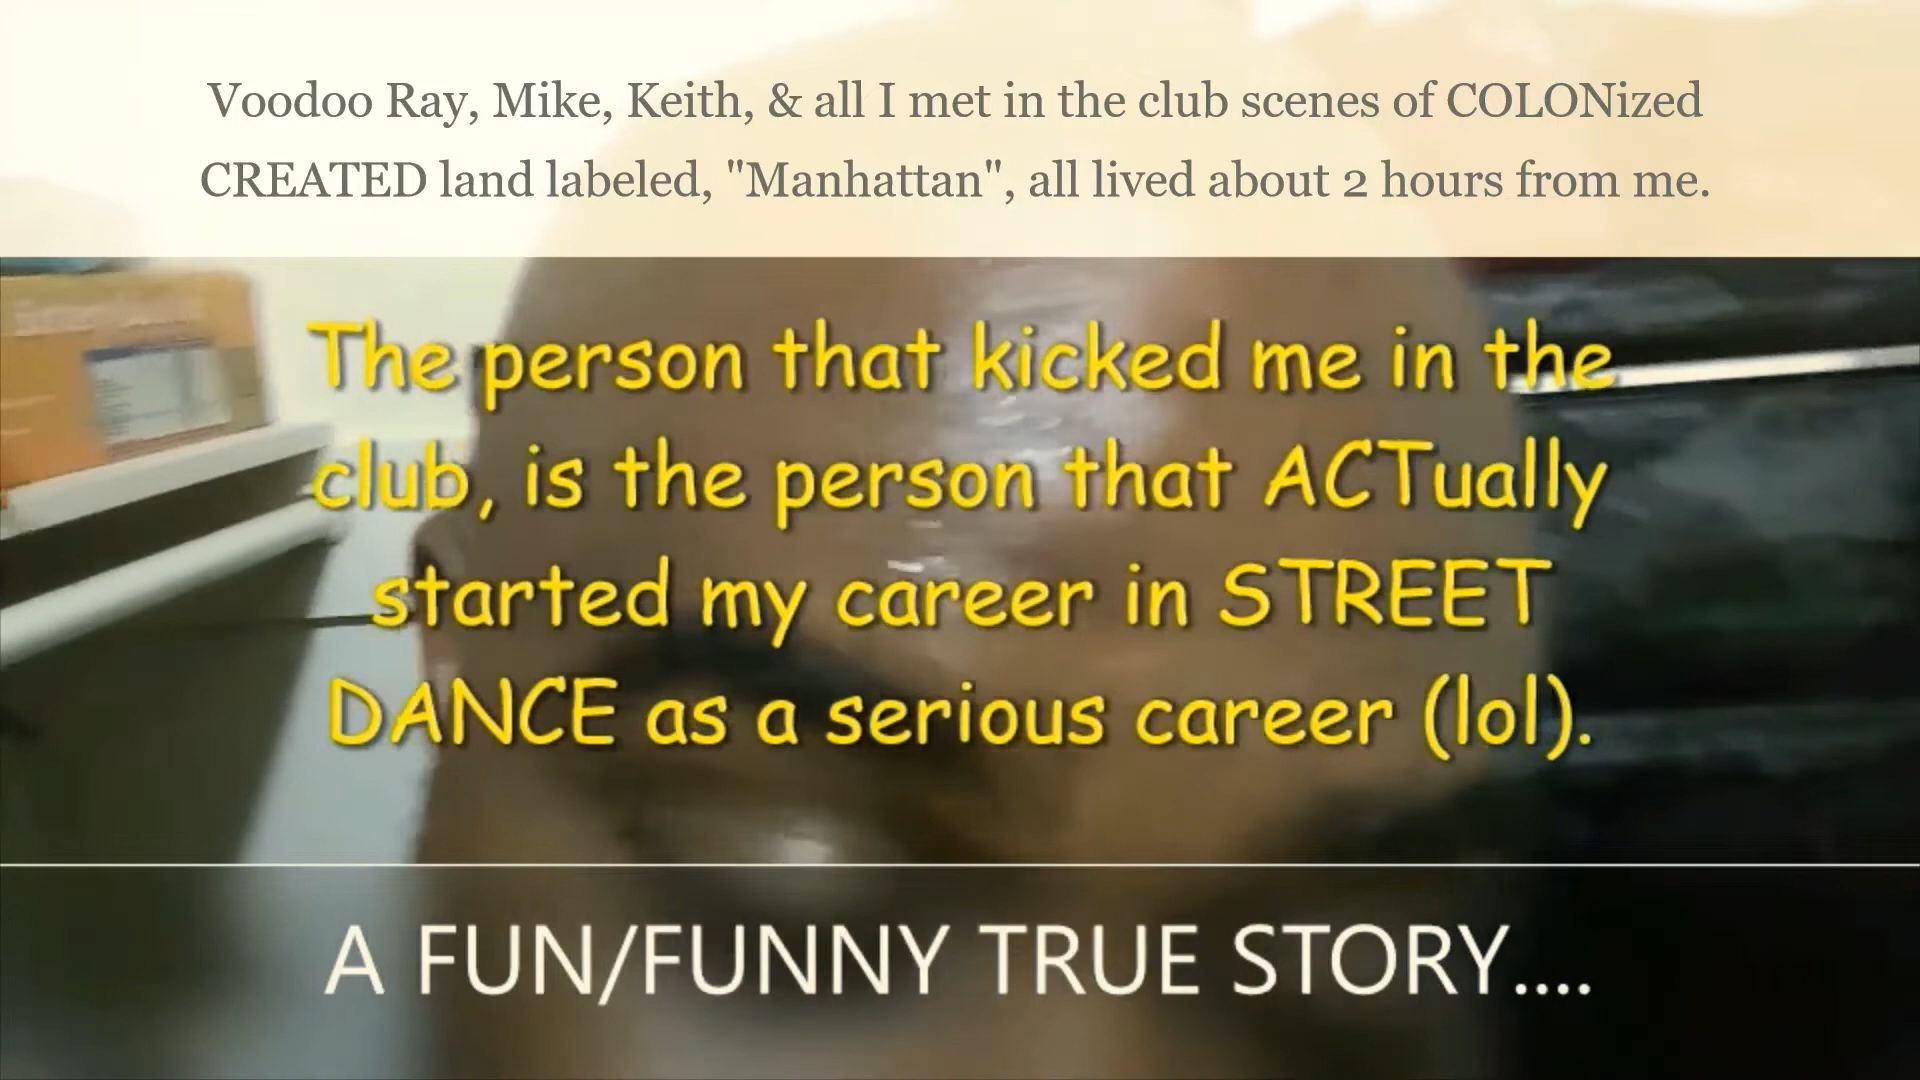 Voodoo Ray, Mike, Keith, & all I met in the club scenes of COLONized
CREATED land labeled, "Manhattan", all lived about 2 hours from me.
The person that kicked me in the
club, is the person that ACTually
started my career in STREET
DANCE as a serious career (lol).
A FUN/FUNNY TRUE STORY....